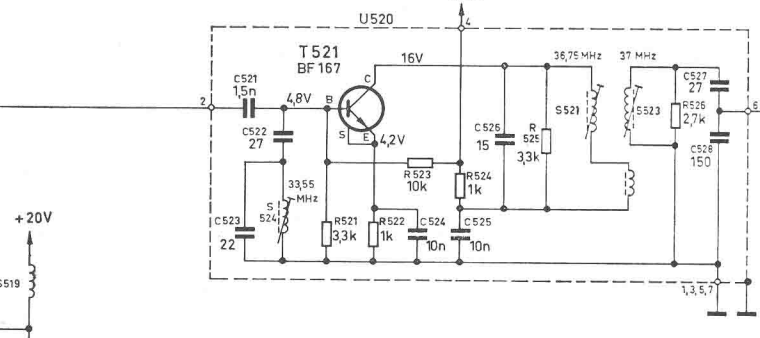 U520
4
T521
BF 167
16V
36,75 MHz
37 MHz
C521
1,5n
2
4,8V
B
C
S
E
4,2V
C522
27
C526
15
R
525
3,3k
S521
S523
C527
27
R526
2,7k
6
C528
150
R523
10k
R524
1k
33,55
MHz
S
524
C523
22
R521
3,3k
R522
1k
C524
10n
C525
10n
+20V
S519
1,3,5,7